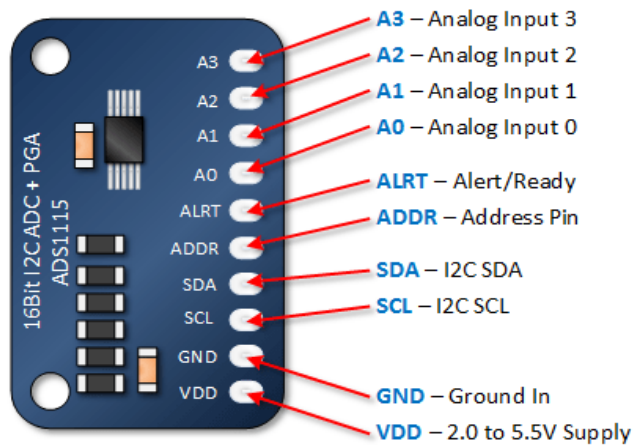 A3 – Analog Input 3
A2 – Analog Input 2
A1 – Analog Input 1
A0 – Analog Input 0
ALRT – Alert/Ready
ADDR – Address Pin
SDA – I2C SDA
SCL – I2C SCL
GND – Ground In
VDD – 2.0 to 5.5V Supply
A3
A2
A1
A0
ALRT
ADDR
SDA
SCL
GND
VDD
16Bit I2C ADC + PGA
ADS1115